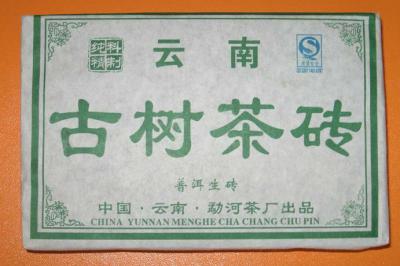 纯料
精制
云南
古树茶砖
普洱生砖
中国·云南·勐河茶厂出品
CHINA YUNNAN MENGHE CHA CHANG CHU PIN